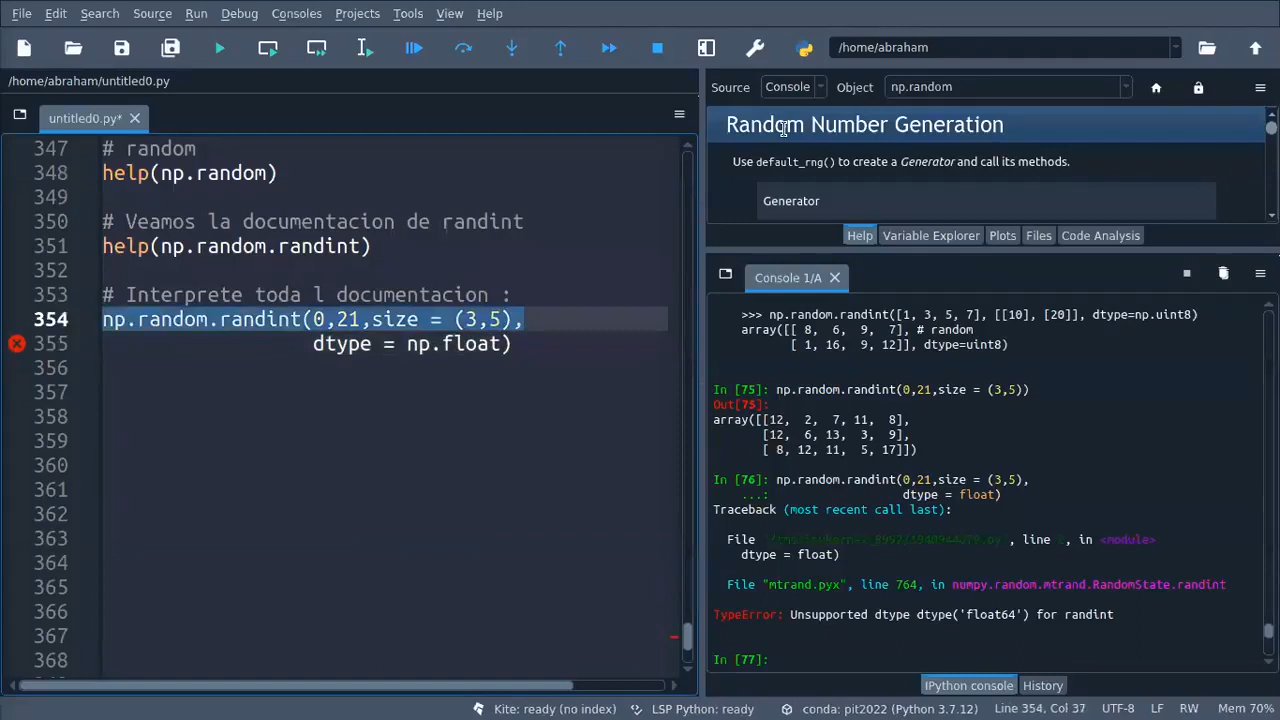 File Edit Search Source Run Debug Consoles Projects Tools View Help
/home/abraham
/home/abraham/untitled0.py
untitled0.py*
347 # random
348 help(np.random)
349
350 # Veamos la documentacion de randint
351 help(np.random.randint)
352
353 # Interprete toda l documentacion :
354 np.random.randint(0,21,size = (3,5),
355 dtype = np.float)
356
357
358
359
360
361
362
363
364
365
366
367
368
Source Console Object np.random
Random Number Generation
Use default_rng() to create a Generator and call its methods.
Generator
Help Variable Explorer Plots Files Code Analysis
Console 1/A
>>> np.random.randint([1, 3, 5, 7], [[10], [20]], dtype=np.uint8)
array([[ 8, 6, 9, 7], # random
[ 1, 16, 9, 12]], dtype=uint8)
In [75]: np.random.randint(0,21,size = (3,5))
Out[75]:
array([[12, 2, 7, 11, 8],
[12, 6, 13, 3, 9],
[ 8, 12, 11, 5, 17]])
In [76]: np.random.randint(0,21,size = (3,5),
...: dtype = float)
Traceback (most recent call last):
File , line 2, in <module>
dtype = float)
File "mtrand.pyx", line 764, in numpy.random.mtrand.RandomState.randint
TypeError: Unsupported dtype dtype('float64') for randint
In [77]:
IPython console History
Kite: ready (no index) LSP Python: ready conda: pit2022 (Python 3.7.12) Line 354, Col 37 UTF-8 LF RW Mem 70%